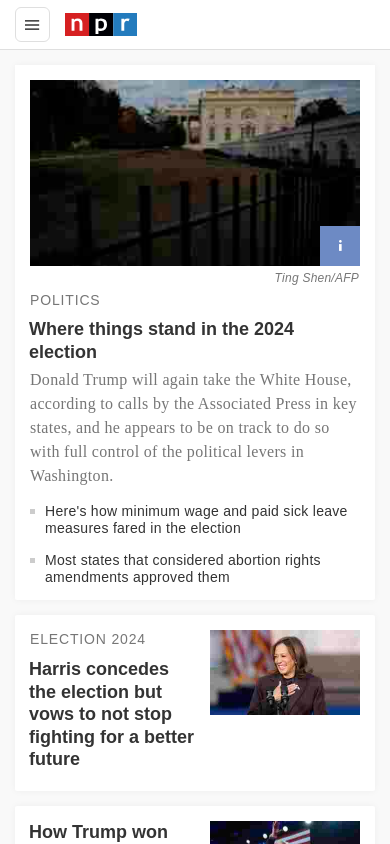 npr
i
Ting Shen/AFP
POLITICS
Where things stand in the 2024
election
Donald Trump will again take the White House,
according to calls by the Associated Press in key
states, and he appears to be on track to do so
with full control of the political levers in
Washington.
Here's how minimum wage and paid sick leave
measures fared in the election
Most states that considered abortion rights
amendments approved them
ELECTION 2024
Harris concedes
the election but
vows to not stop
fighting for a better
future
How Trump won